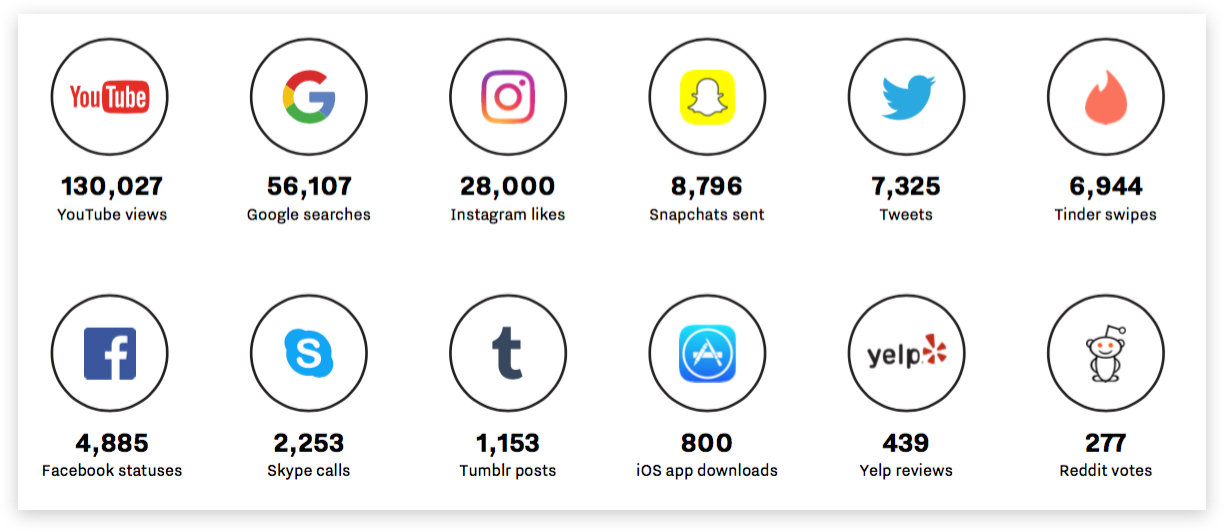 YouTube
130,027
YouTube views
G
56,107
Google searches
28,000
Instagram likes
8,796
Snapchats sent
7,325
Tweets
6,944
Tinder swipes
f
4,885
Facebook statuses
S
2,253
Skype calls
t
1,153
Tumblr posts
800
iOS app downloads
yelp
439
Yelp reviews
277
Reddit votes